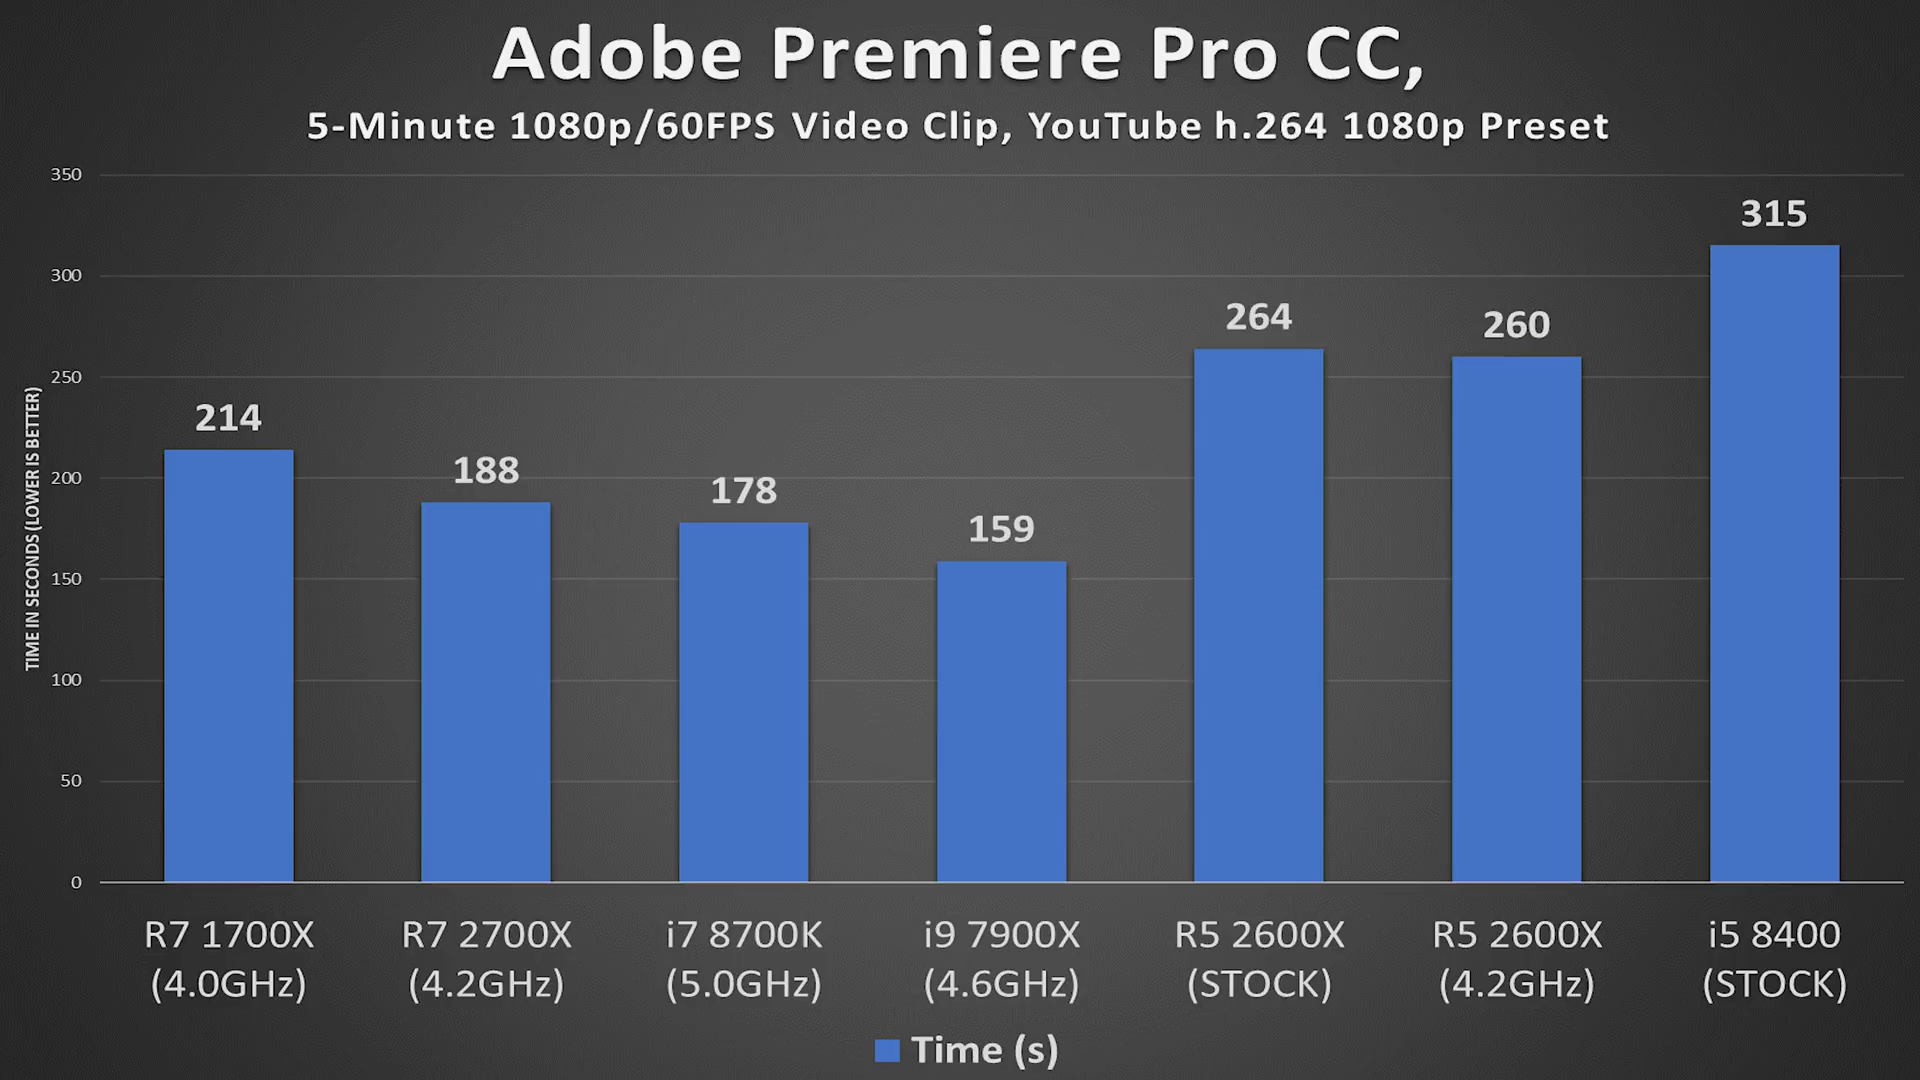 Adobe Premiere Pro CC,
5-Minute 1080p/60FPS Video Clip, YouTube h.264 1080p Preset
TIME IN SECONDS (LOWER IS BETTER)
350
300
250
200
150
100
50
0
214
188
178
159
264
260
315
R7 1700X
(4.0GHz)
R7 2700X
(4.2GHz)
i7 8700K
(5.0GHz)
i9 7900X
(4.6GHz)
R5 2600X
(STOCK)
R5 2600X
(4.2GHz)
i5 8400
(STOCK)
Time (s)